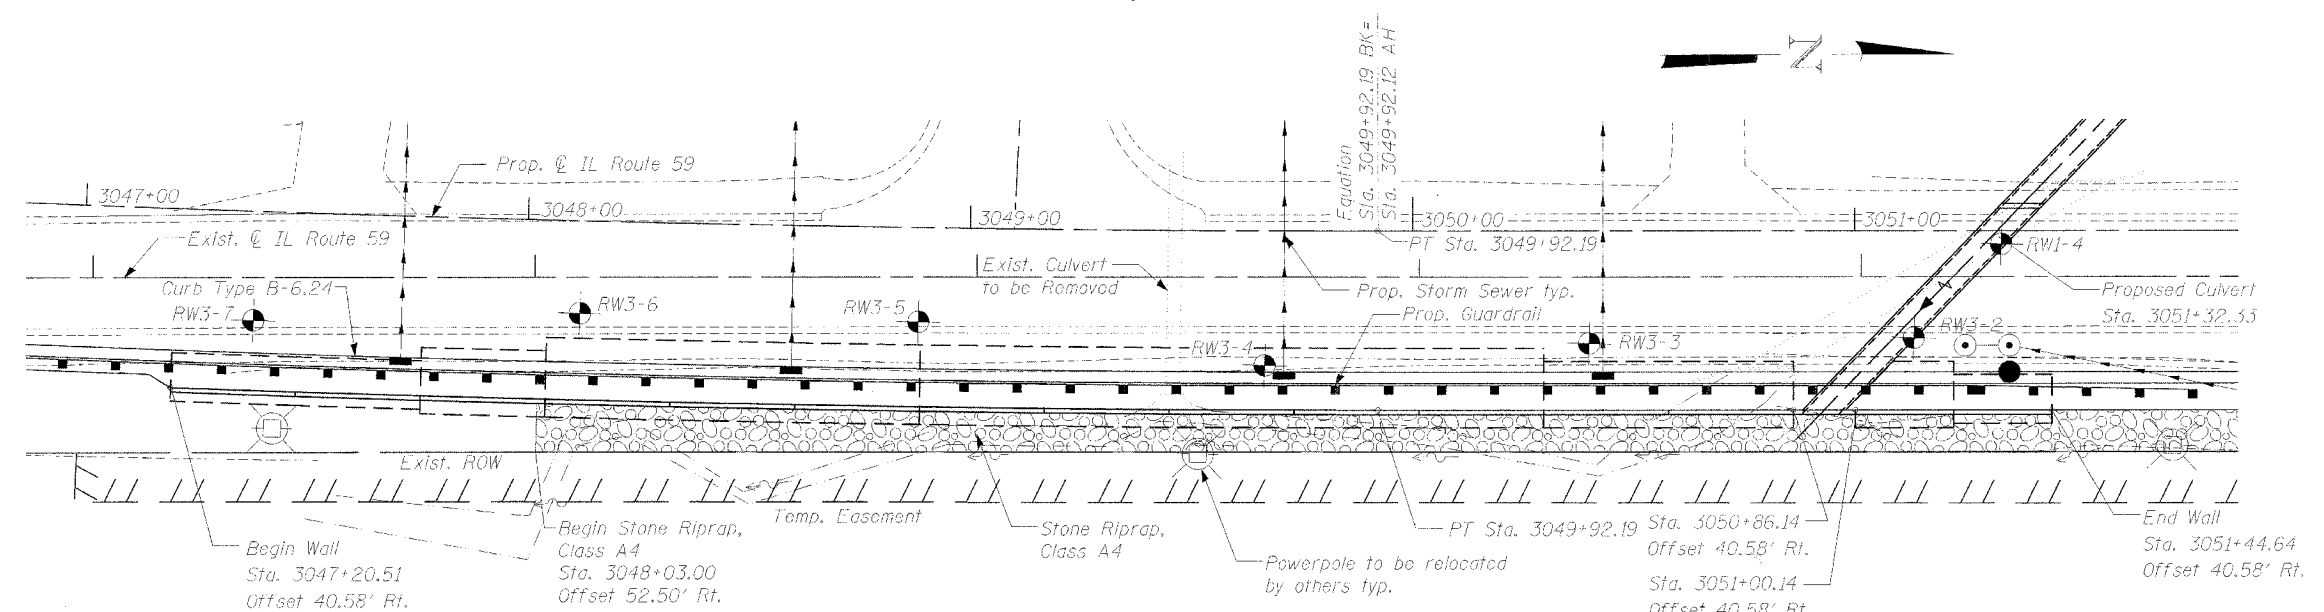 Equation
Sta. 3049+92.19 BK=
Sta. 3049+92.12 AH
N
3047+00
Prop. ℄ IL Route 59
3048+00
3049+00
3050+00
3051+00
Exist. ℄ IL Route 59
PT Sta. 3049+92.19
RW1-4
Exist. Culvert
to be Removed
Curb Type B-6.24
Prop. Storm Sewer typ.
Proposed Culvert
Sta. 3051+32.33
RW3-7
RW3-6
RW3-5
Prop. Guardrail
RW3-4
RW3-3
RW3-2
Exist. ROW
Temp. Easement
Begin Wall
Sta. 3047+20.51
Offset 40.58' Rt.
Begin Stone Riprap,
Class A4
Sta. 3048+03.00
Offset 52.50' Rt.
Stone Riprap,
Class A4
Powerpole to be relocated
by others typ.
PT Sta. 3049+92.19
Sta. 3050+86.14
Offset 40.58' Rt.
Sta. 3051+00.14
Offset 40.58' Rt.
End Wall
Sta. 3051+44.64
Offset 40.58' Rt.